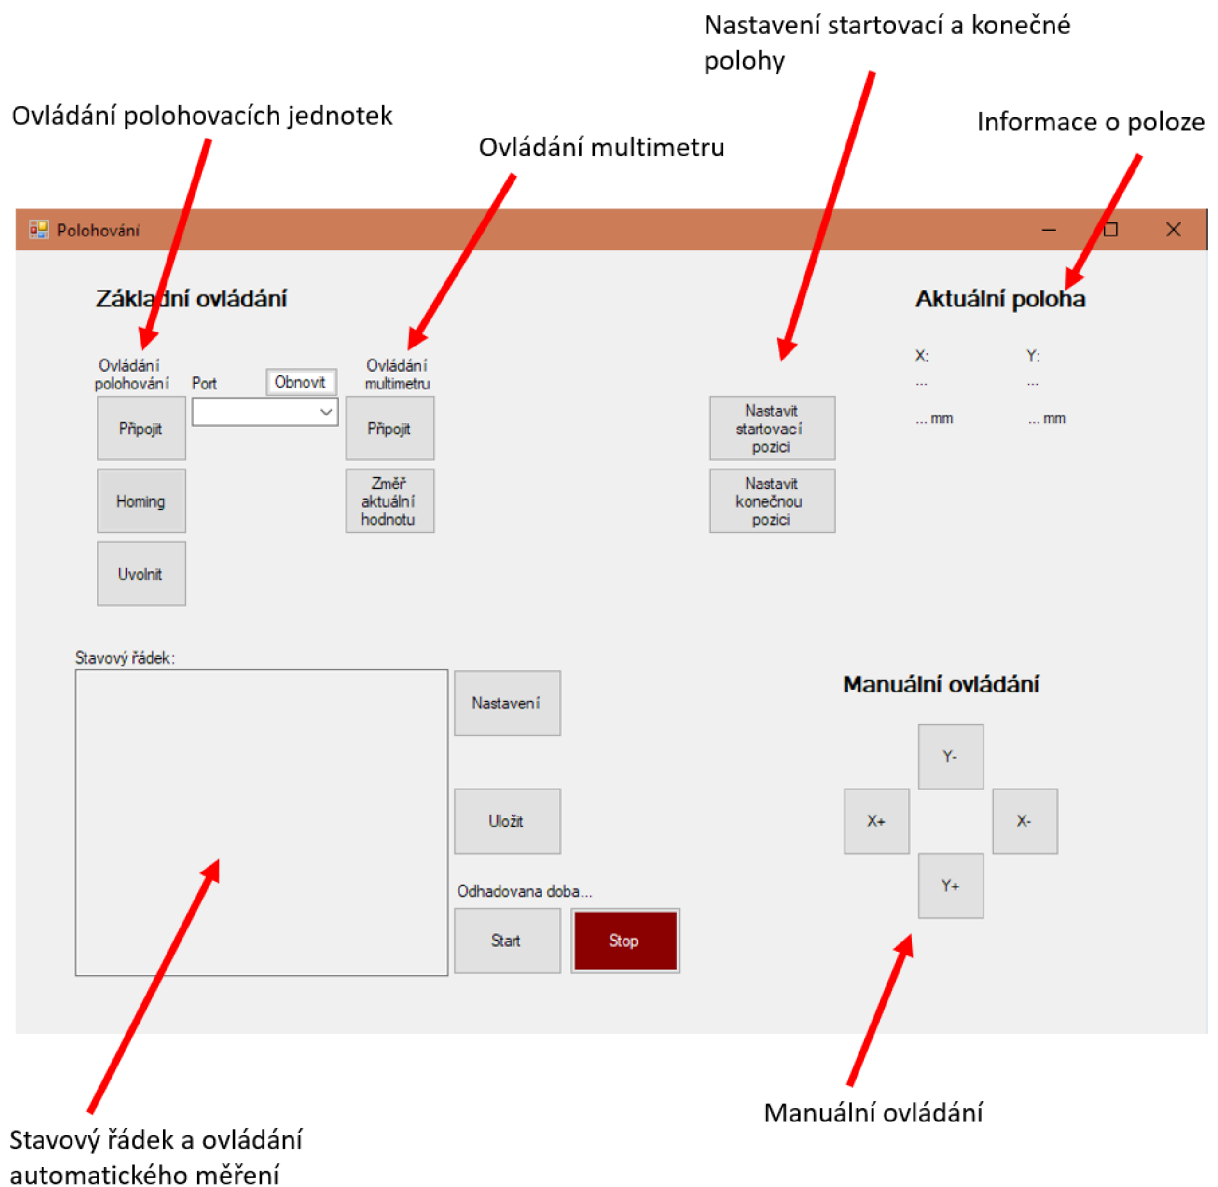 Nastavení startovací a konečné
polohy
Ovládání polohovacích jednotek
Informace o poloze
Ovládání multimetru
Polohování
Základní ovládání
Aktuální poloha
Ovládání
polohování
Port
Obnovit
Ovládání
multimetru
X:
Y:
...
...
... mm
... mm
Připojit
Připojit
Nastavit
startovací
pozici
Homing
Změř
aktuální
hodnotu
Nastavit
konečnou
pozici
Uvolnit
Stavový řádek:
Nastavení
Manuální ovládání
Y-
Uložit
X+
X-
Odhadovana doba...
Y+
Start
Stop
Manuální ovládání
Stavový řádek a ovládání
automatického měření